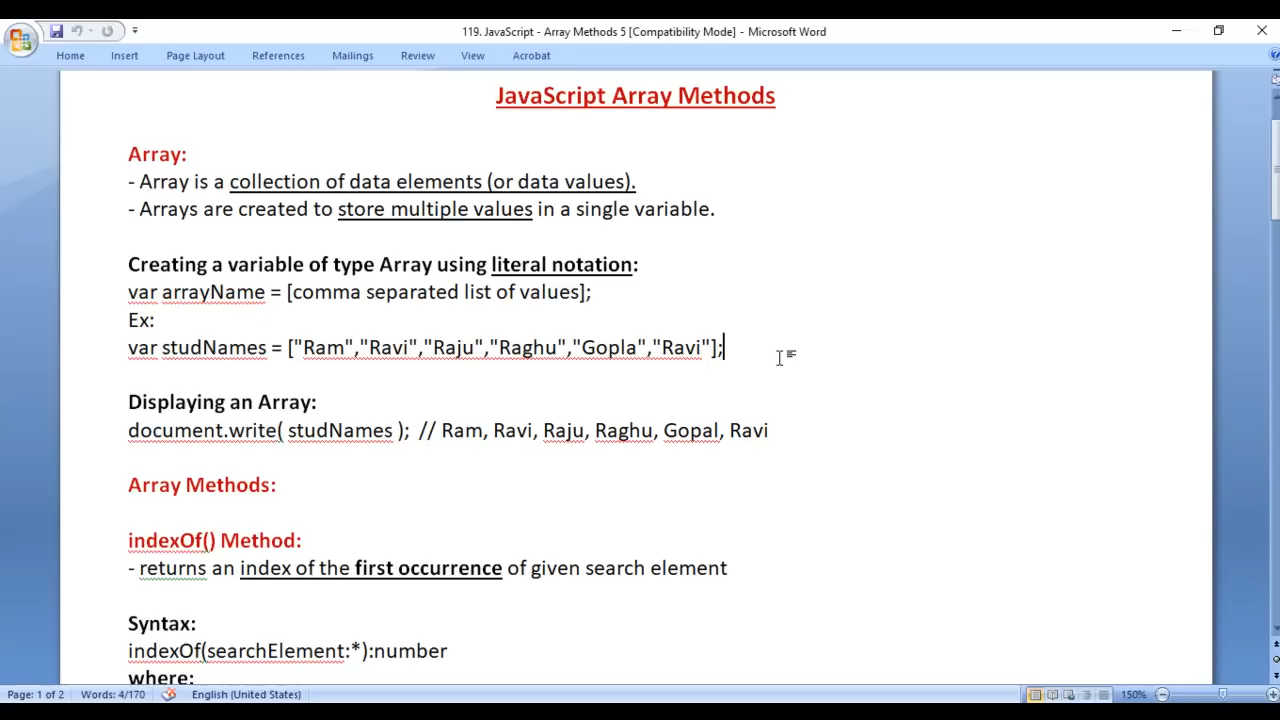 119. JavaScript - Array Methods 5 [Compatibility Mode] - Microsoft Word
Home Insert Page Layout References Mailings Review View Acrobat
JavaScript Array Methods
Array:
- Array is a collection of data elements (or data values).
- Arrays are created to store multiple values in a single variable.
Creating a variable of type Array using literal notation:
var arrayName = [comma separated list of values];
Ex:
var studNames = ["Ram","Ravi","Raju","Raghu","Gopla","Ravi"];
Displaying an Array:
document.write( studNames ); // Ram, Ravi, Raju, Raghu, Gopal, Ravi
Array Methods:
indexOf() Method:
- returns an index of the first occurrence of given search element
Syntax:
indexOf(searchElement:*):number
where:
Page: 1 of 2 Words: 4/170 English (United States) 150%